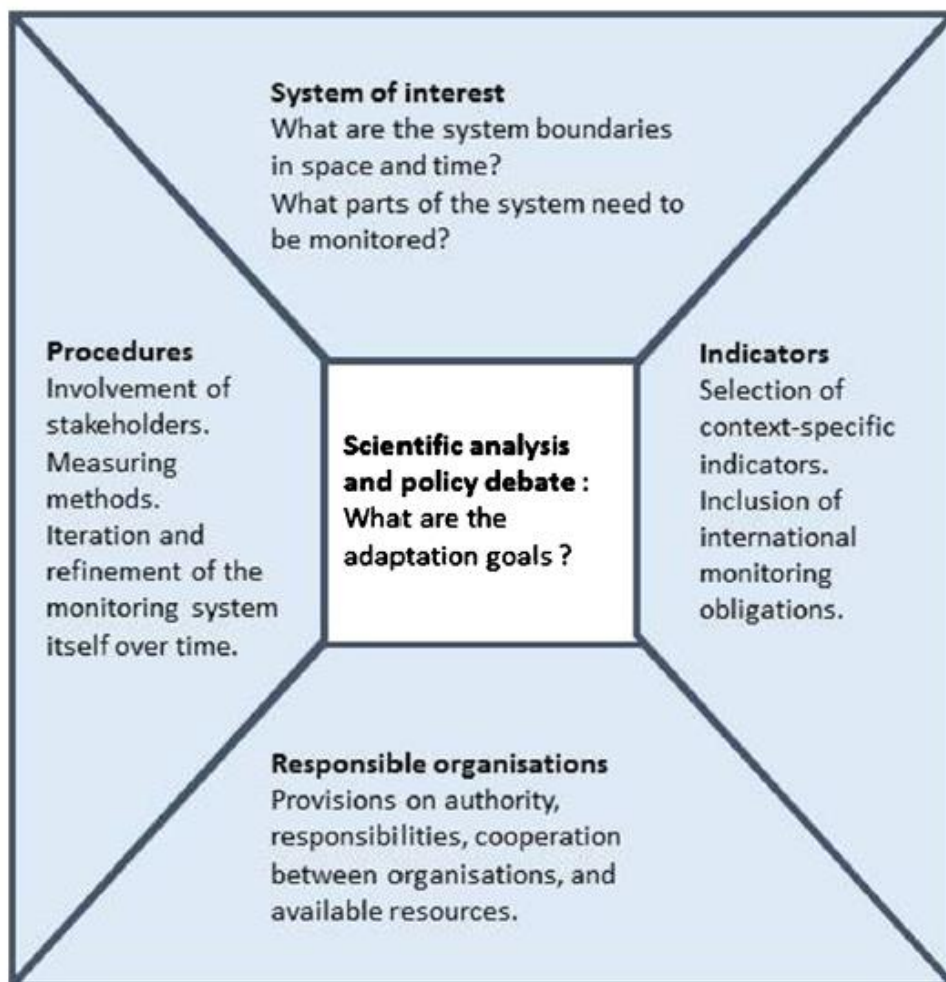 System of interest
What are the system boundaries
in space and time?
What parts of the system need to
be monitored?
Procedures
Involvement of
stakeholders.
Measuring
methods.
Iteration and
refinement of the
monitoring system
itself over time.
Scientific analysis
and policy debate :
What are the
adaptation goals ?
Indicators
Selection of
context-specific
indicators.
Inclusion of
international
monitoring
obligations.
Responsible organisations
Provisions on authority,
responsibilities, cooperation
between organisations, and
available resources.